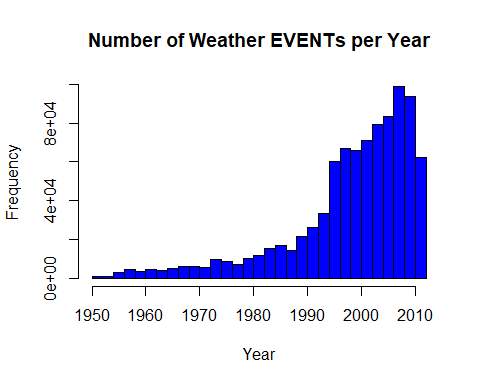 Number of Weather EVENTs per Year
Frequency
8e+04
4e+04
0e+00
1950 1960 1970 1980 1990 2000 2010
Year